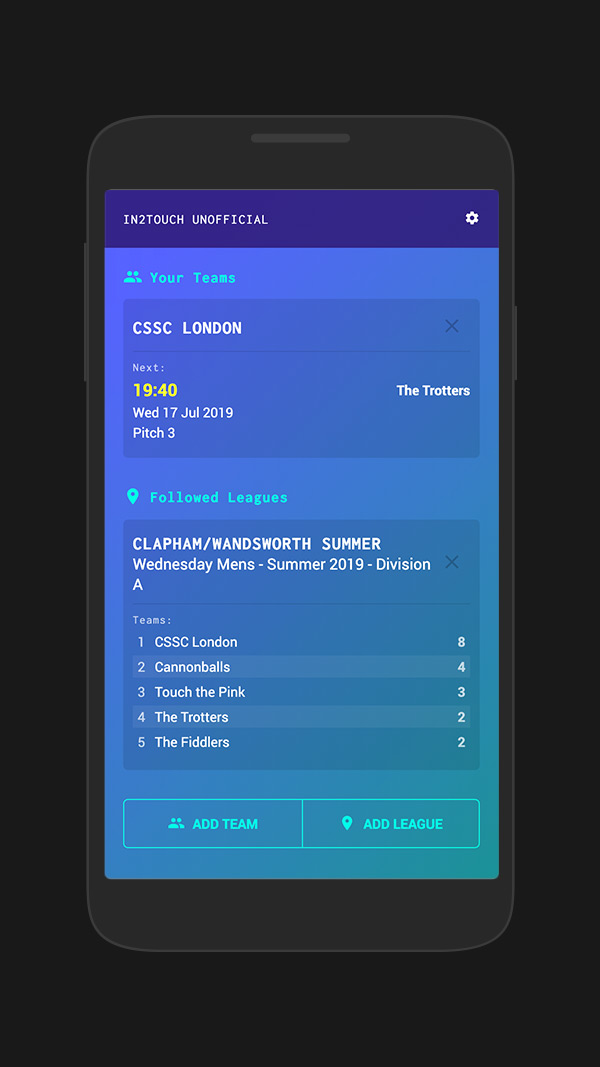 IN2TOUCH UNOFFICIAL
Your Teams
CSSC LONDON
Next:
19:40 The Trotters
Wed 17 Jul 2019
Pitch 3
Followed Leagues
CLAPHAM/WANDSWORTH SUMMER
Wednesday Mens - Summer 2019 - Division
A
Teams:
1 CSSC London 8
2 Cannonballs 4
3 Touch the Pink 3
4 The Trotters 2
5 The Fiddlers 2
ADD TEAM ADD LEAGUE